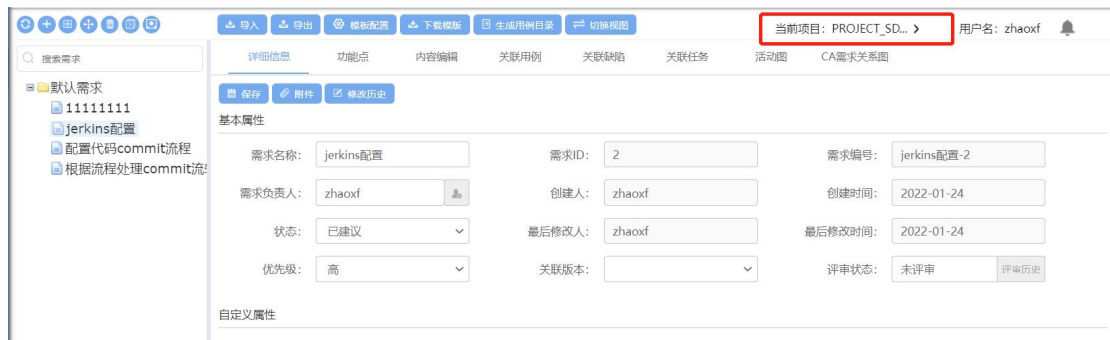 导入 导出 模板配置 下载模版 生成用例目录 切换视图 当前项目: PROJECT_SD... 用户名: zhaoxf
搜索需求
详细信息 功能点 内容编辑 关联用例 关联缺陷 关联任务 活动图 CA需求关系图
默认需求
11111111
jerkins配置
配置代码commit流程
根据流程处理commit流
保存 附件 修改历史
基本属性
需求名称: jerkins配置 需求ID: 2 需求编号: jerkins配置-2
需求负责人: zhaoxf 创建人: zhaoxf 创建时间: 2022-01-24
状态: 已建议 最后修改人: zhaoxf 最后修改时间: 2022-01-24
优先级: 高 关联版本: 评审状态: 未评审 评审历史
自定义属性